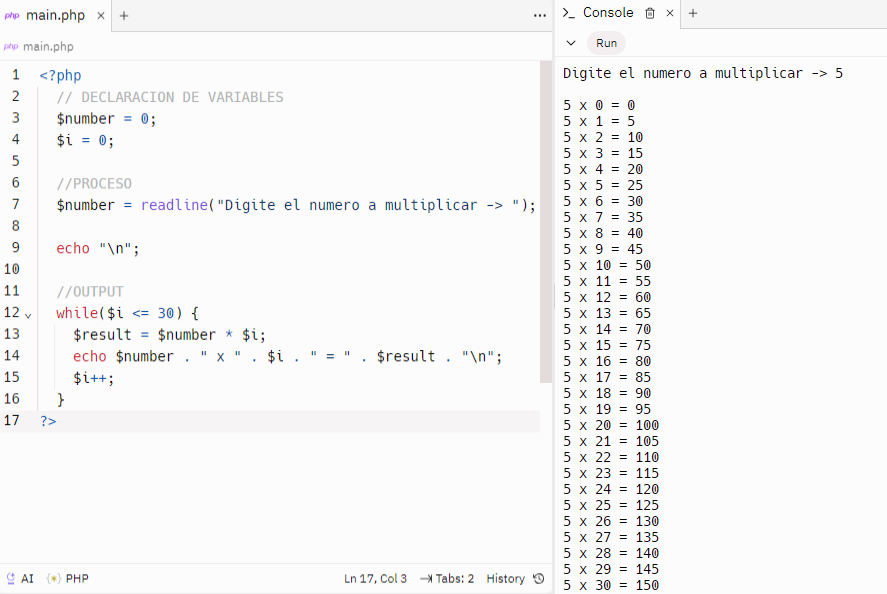 php main.php × +
···
php main.php
1 <?php
2 // DECLARACION DE VARIABLES
3 $number = 0;
4 $i = 0;
5
6 //PROCESO
7 $number = readline("Digite el numero a multiplicar -> ");
8
9 echo "\n";
10
11 //OUTPUT
12 while($i <= 30) {
13 $result = $number * $i;
14 echo $number . " x " . $i . " = " . $result . "\n";
15 $i++;
16 }
17 ?>
AI {*} PHP Ln 17, Col 3 Tabs: 2 History
>_ Console × +
Run
Digite el numero a multiplicar -> 5
5 x 0 = 0
5 x 1 = 5
5 x 2 = 10
5 x 3 = 15
5 x 4 = 20
5 x 5 = 25
5 x 6 = 30
5 x 7 = 35
5 x 8 = 40
5 x 9 = 45
5 x 10 = 50
5 x 11 = 55
5 x 12 = 60
5 x 13 = 65
5 x 14 = 70
5 x 15 = 75
5 x 16 = 80
5 x 17 = 85
5 x 18 = 90
5 x 19 = 95
5 x 20 = 100
5 x 21 = 105
5 x 22 = 110
5 x 23 = 115
5 x 24 = 120
5 x 25 = 125
5 x 26 = 130
5 x 27 = 135
5 x 28 = 140
5 x 29 = 145
5 x 30 = 150